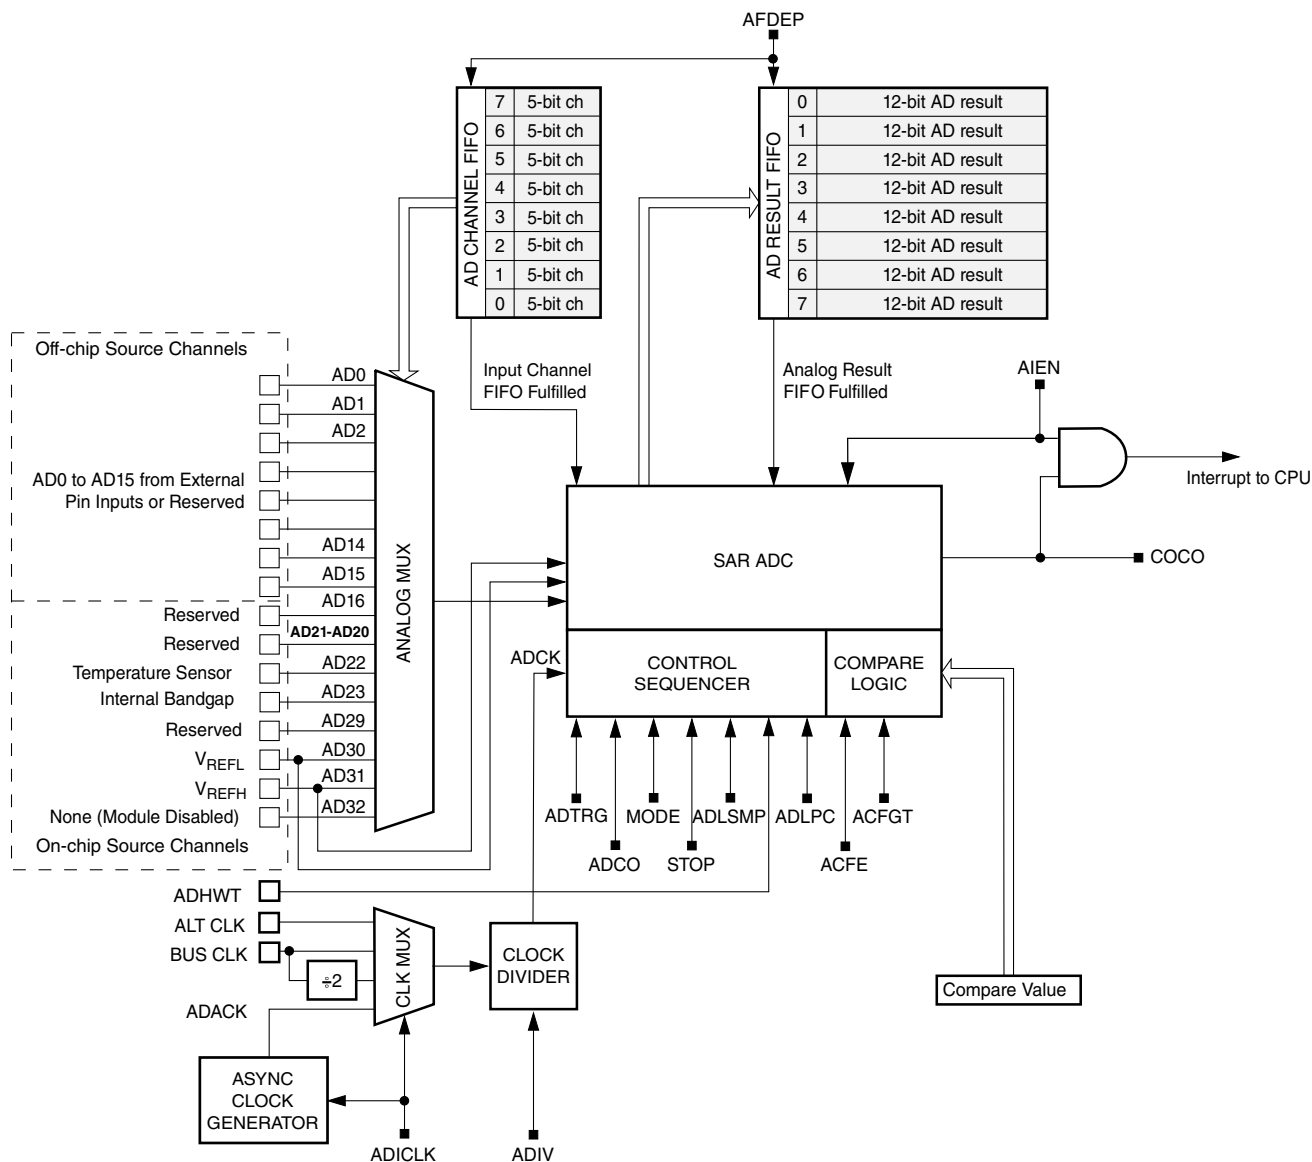 AFDEP
AD CHANNEL FIFO
7 5-bit ch
6 5-bit ch
5 5-bit ch
4 5-bit ch
3 5-bit ch
2 5-bit ch
1 5-bit ch
0 5-bit ch
AD RESULT FIFO
0 12-bit AD result
1 12-bit AD result
2 12-bit AD result
3 12-bit AD result
4 12-bit AD result
5 12-bit AD result
6 12-bit AD result
7 12-bit AD result
Input Channel
FIFO Fulfilled
Analog Result
FIFO Fulfilled
AIEN
Interrupt to CPU
COCO
Off-chip Source Channels
AD0
AD1
AD2
AD0 to AD15 from External
Pin Inputs or Reserved
AD14
AD15
Reserved AD16
Reserved AD21-AD20
Temperature Sensor AD22
Internal Bandgap AD23
Reserved AD29
VREFL AD30
VREFH AD31
None (Module Disabled) AD32
On-chip Source Channels
ANALOG MUX
SAR ADC
ADCK
CONTROL
SEQUENCER
COMPARE
LOGIC
ADTRG
MODE
ADLSMP
ADLPC
ACFGT
ADCO
STOP
ACFE
ADHWT
ALT CLK
BUS CLK
÷2
ADACK
CLK MUX
CLOCK
DIVIDER
Compare Value
ASYNC
CLOCK
GENERATOR
ADICLK
ADIV